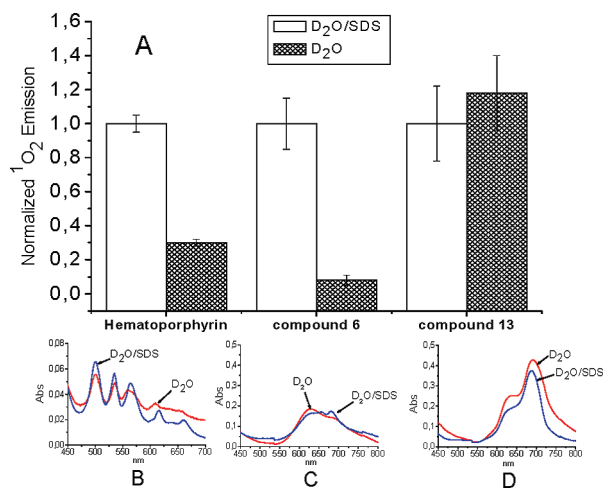 A
D₂O/SDS
D₂O
Normalized ¹O₂ Emission
1,6
1,4
1,2
1,0
0,8
0,6
0,4
0,2
0,0
Hematoporphyrin compound 6 compound 13
Abs
0,08
0,06
0,04
0,02
0,00
D₂O/SDS
D₂O
450 500 550 600 650 700
nm
B
Abs
0,5
0,4
0,3
0,2
0,1
0,0
D₂O
D₂O/SDS
450 500 550 600 650 700 750 800
nm
C
Abs
0,5
0,4
0,3
0,2
0,1
0,0
D₂O
D₂O/SDS
450 500 550 600 650 700 750 800
nm
D